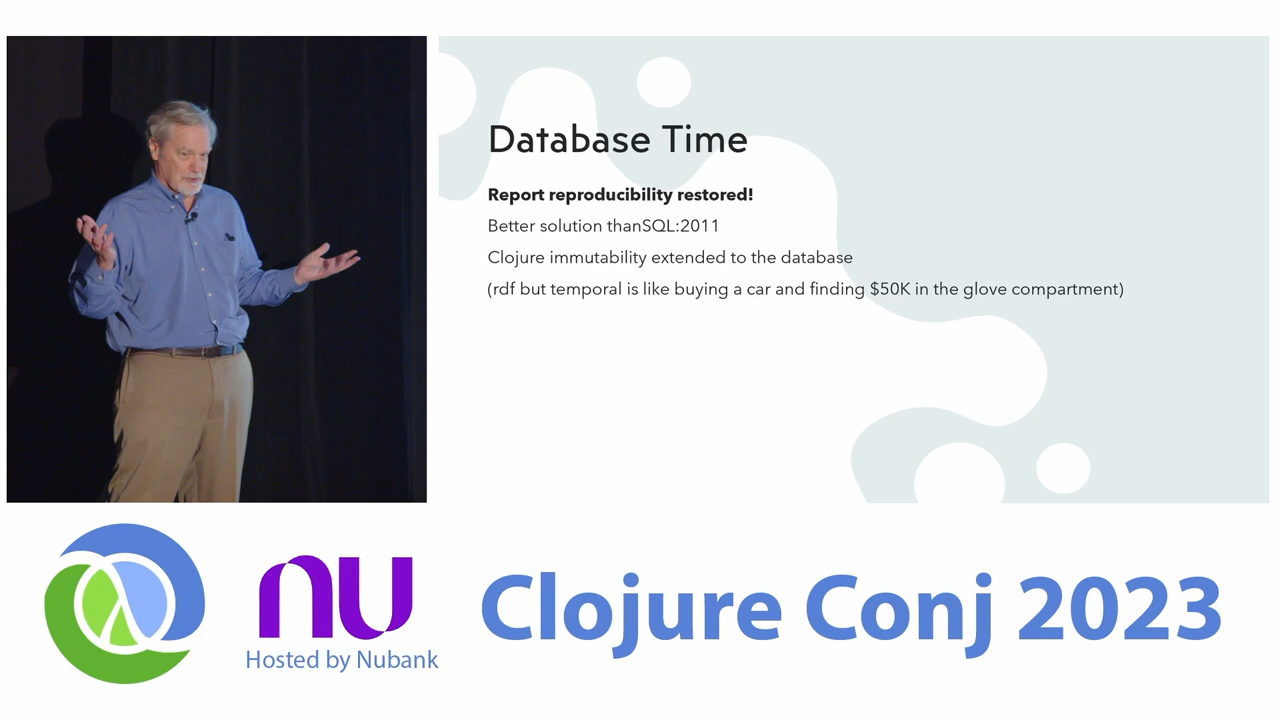 Database Time
Report reproducibility restored!
Better solution thanSQL:2011
Clojure immutability extended to the database
(rdf but temporal is like buying a car and finding $50K in the glove compartment)
nu
Hosted by Nubank
Clojure Conj 2023